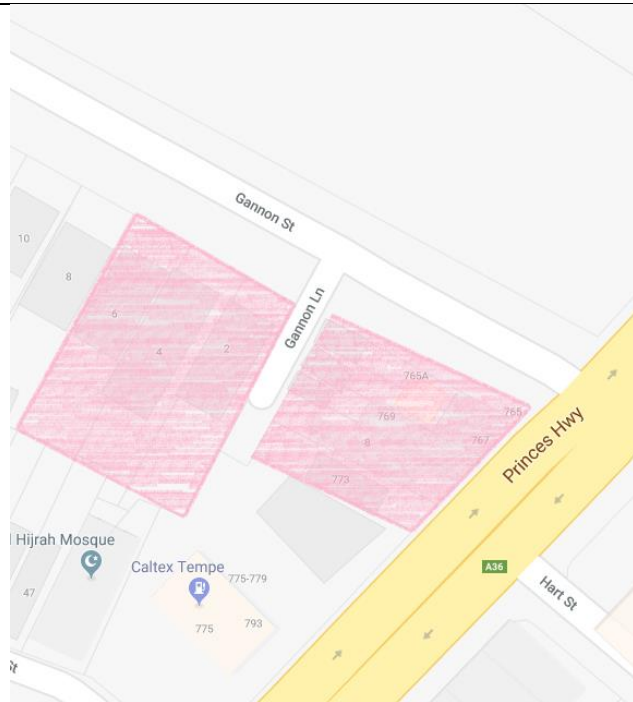 Gannon St
10
8
6
4
2
Gannon Ln
765A
765
769
767
8
773
Princes Hwy
Hijrah Mosque
Caltex Tempe
775-779
47
775
793
A36
Hart St
St